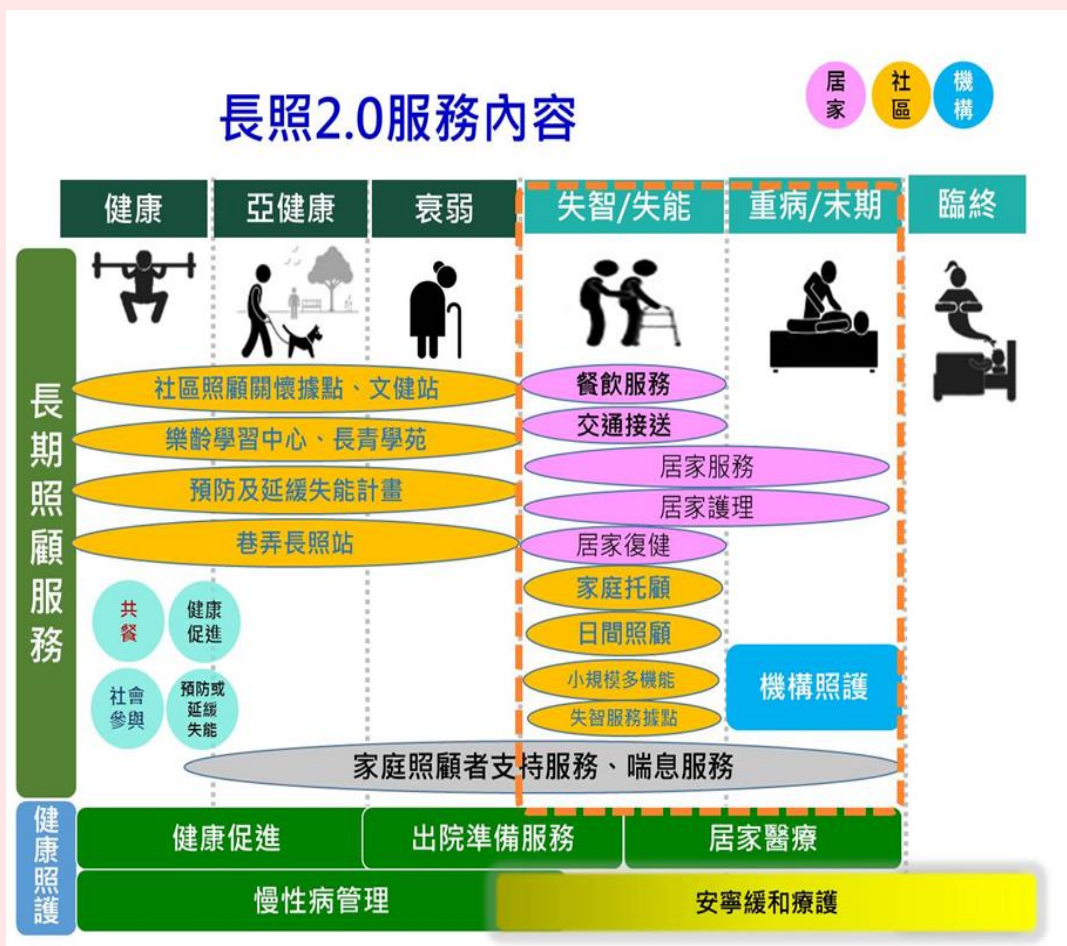 長照2.0服務內容
居家
社區
機構
健康
亞健康
衰弱
失智/失能
重病/末期
臨終
長期照顧服務
社區照顧關懷據點、文健站
樂齡學習中心、長青學苑
預防及延緩失能計畫
巷弄長照站
餐飲服務
交通接送
居家服務
居家護理
居家復健
家庭托顧
日間照顧
小規模多機能
失智服務據點
機構照護
共餐
健康
促進
社會
參與
預防或
延緩
失能
家庭照顧者支持服務、喘息服務
健康照護
健康促進
出院準備服務
居家醫療
慢性病管理
安寧緩和療護